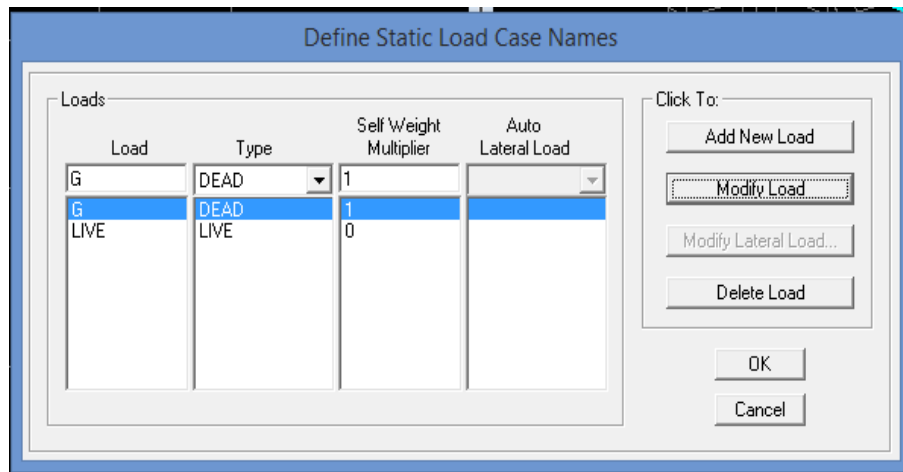 Define Static Load Case Names
Loads
Load Type Self Weight Multiplier Auto Lateral Load
G DEAD 1
G DEAD 1
LIVE LIVE 0
Click To:
Add New Load
Modify Load
Modify Lateral Load...
Delete Load
OK
Cancel